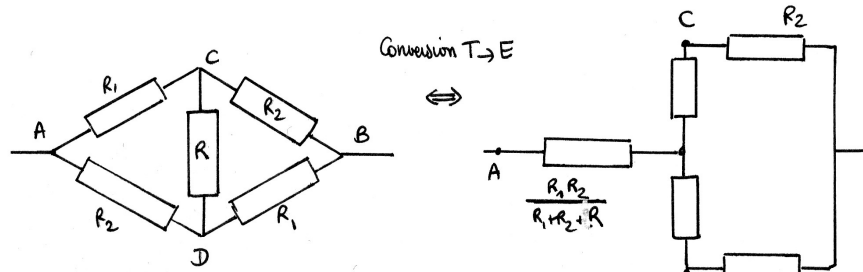 C
R₁
R₂
A
R
B
R₂
R₁
D
Conversion T→E
⇔
C
R₂
A
R₁R₂
R₁+R₂+R